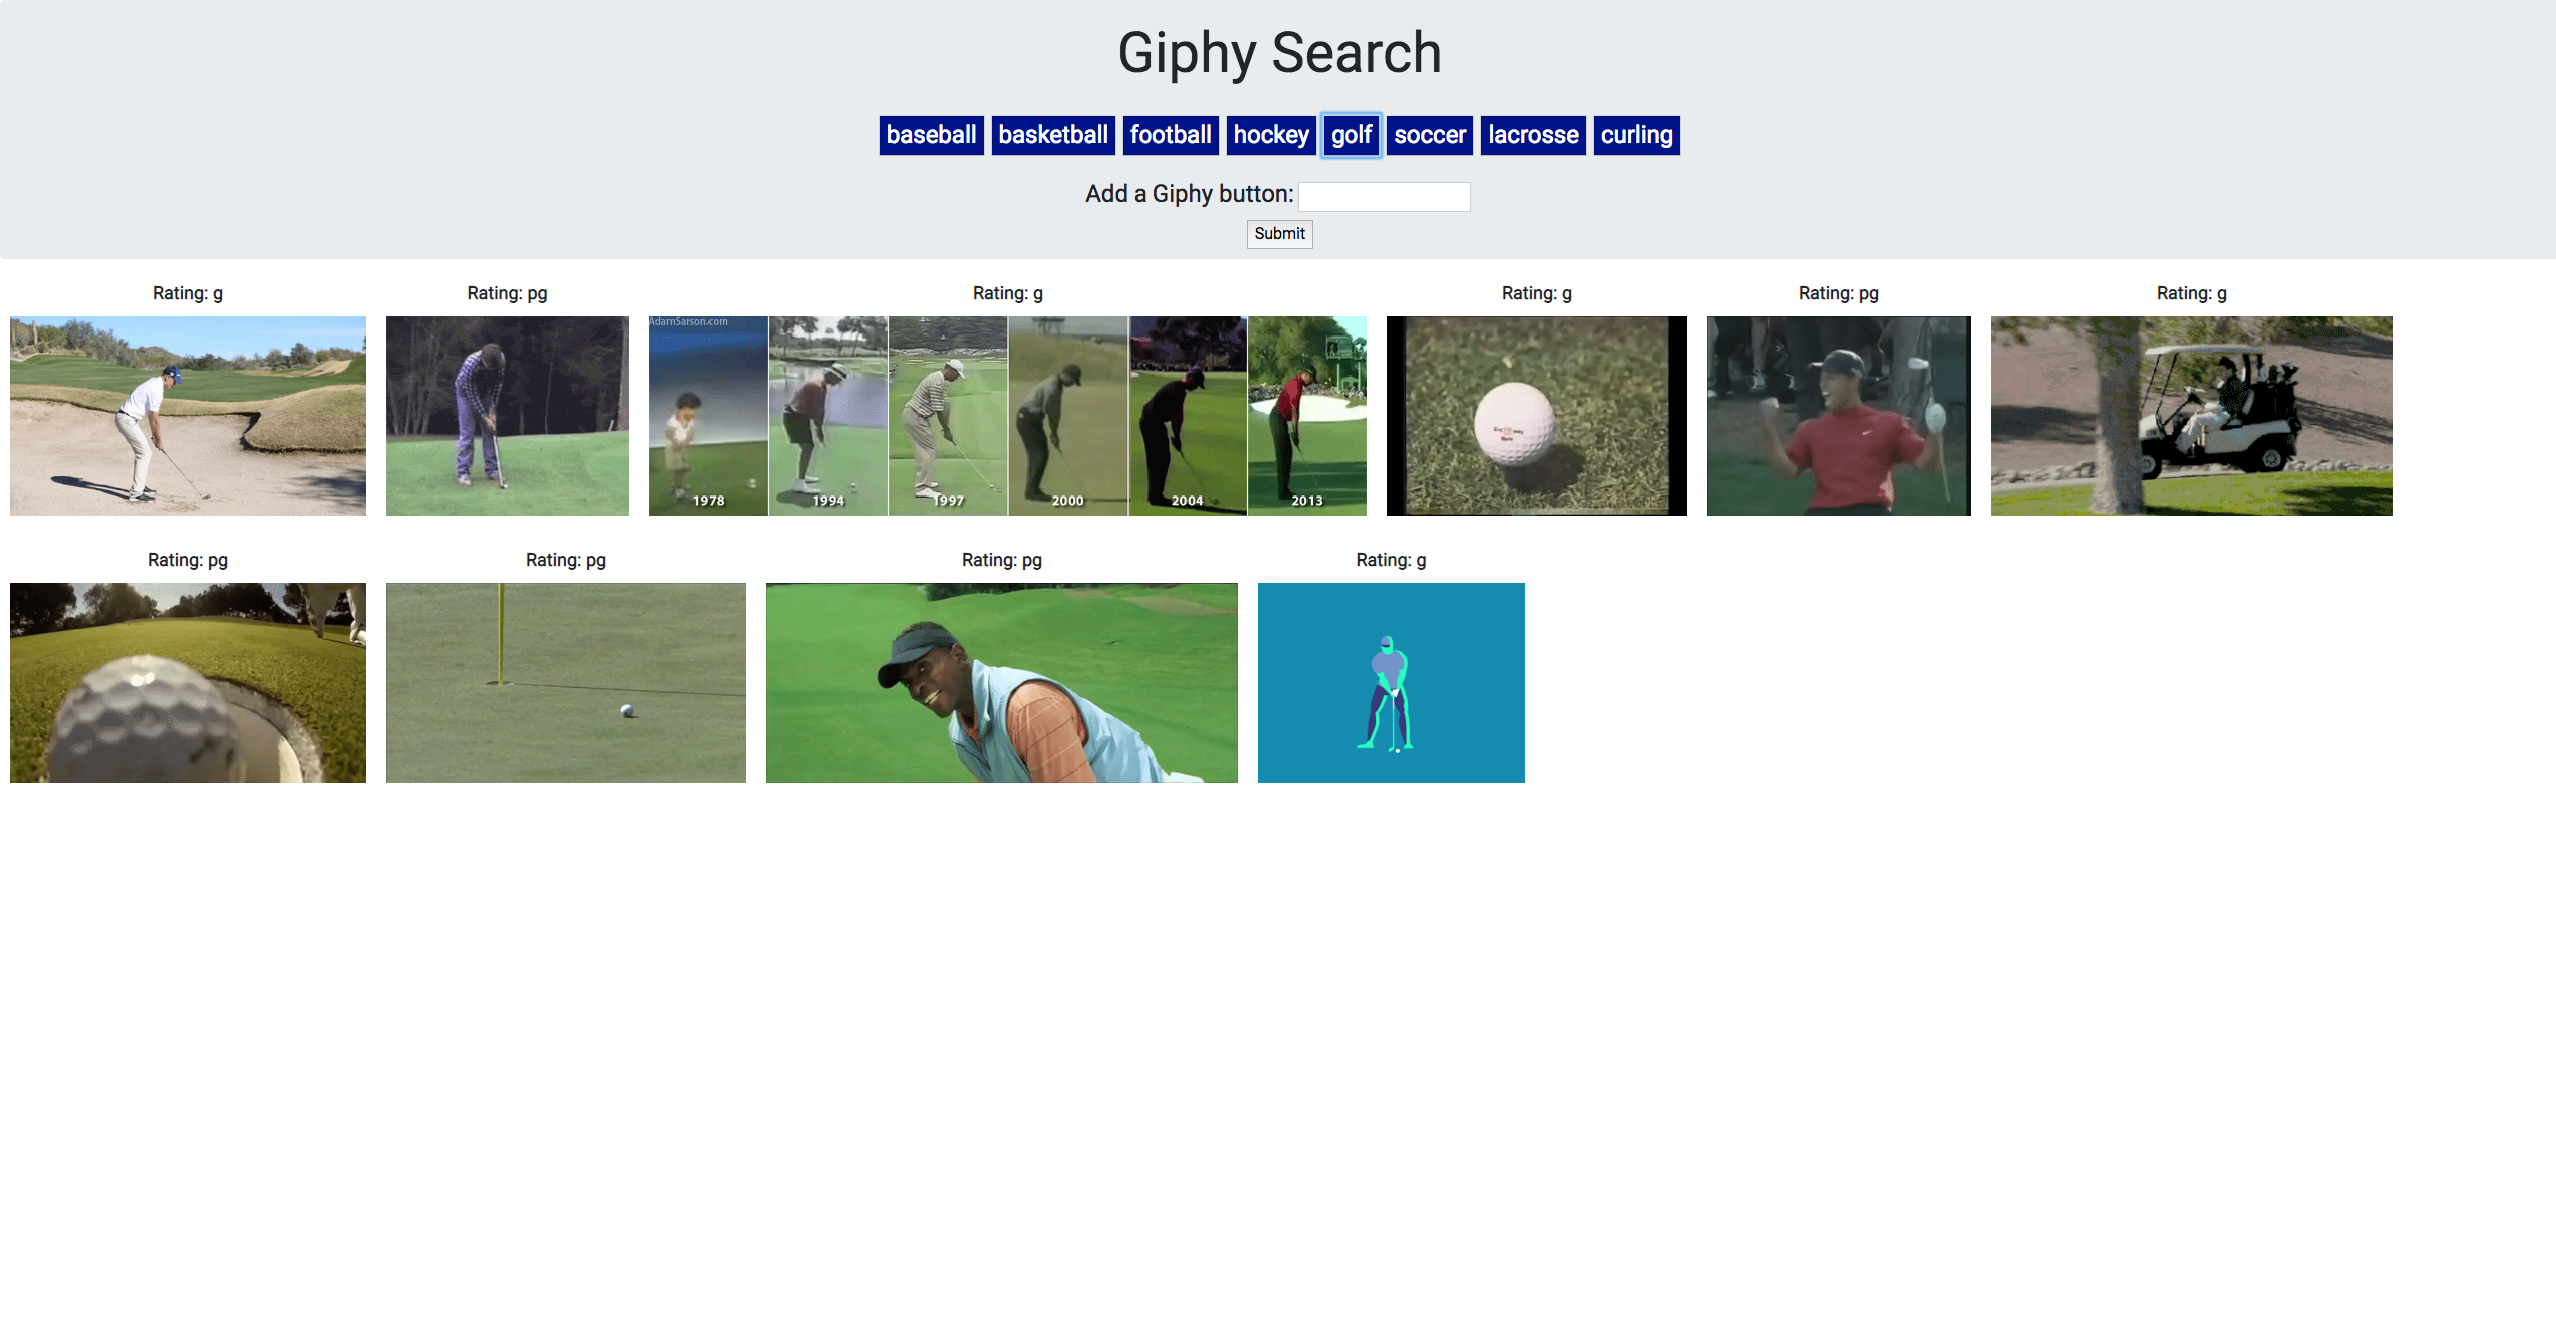 Giphy Search
baseball basketball football hockey golf soccer lacrosse curling
Add a Giphy button:
Submit
Rating: g Rating: pg Rating: g Rating: g Rating: pg Rating: g
AdamSarson.com
1978 1994 1997 2000 2004 2013
Rating: pg Rating: pg Rating: pg Rating: g